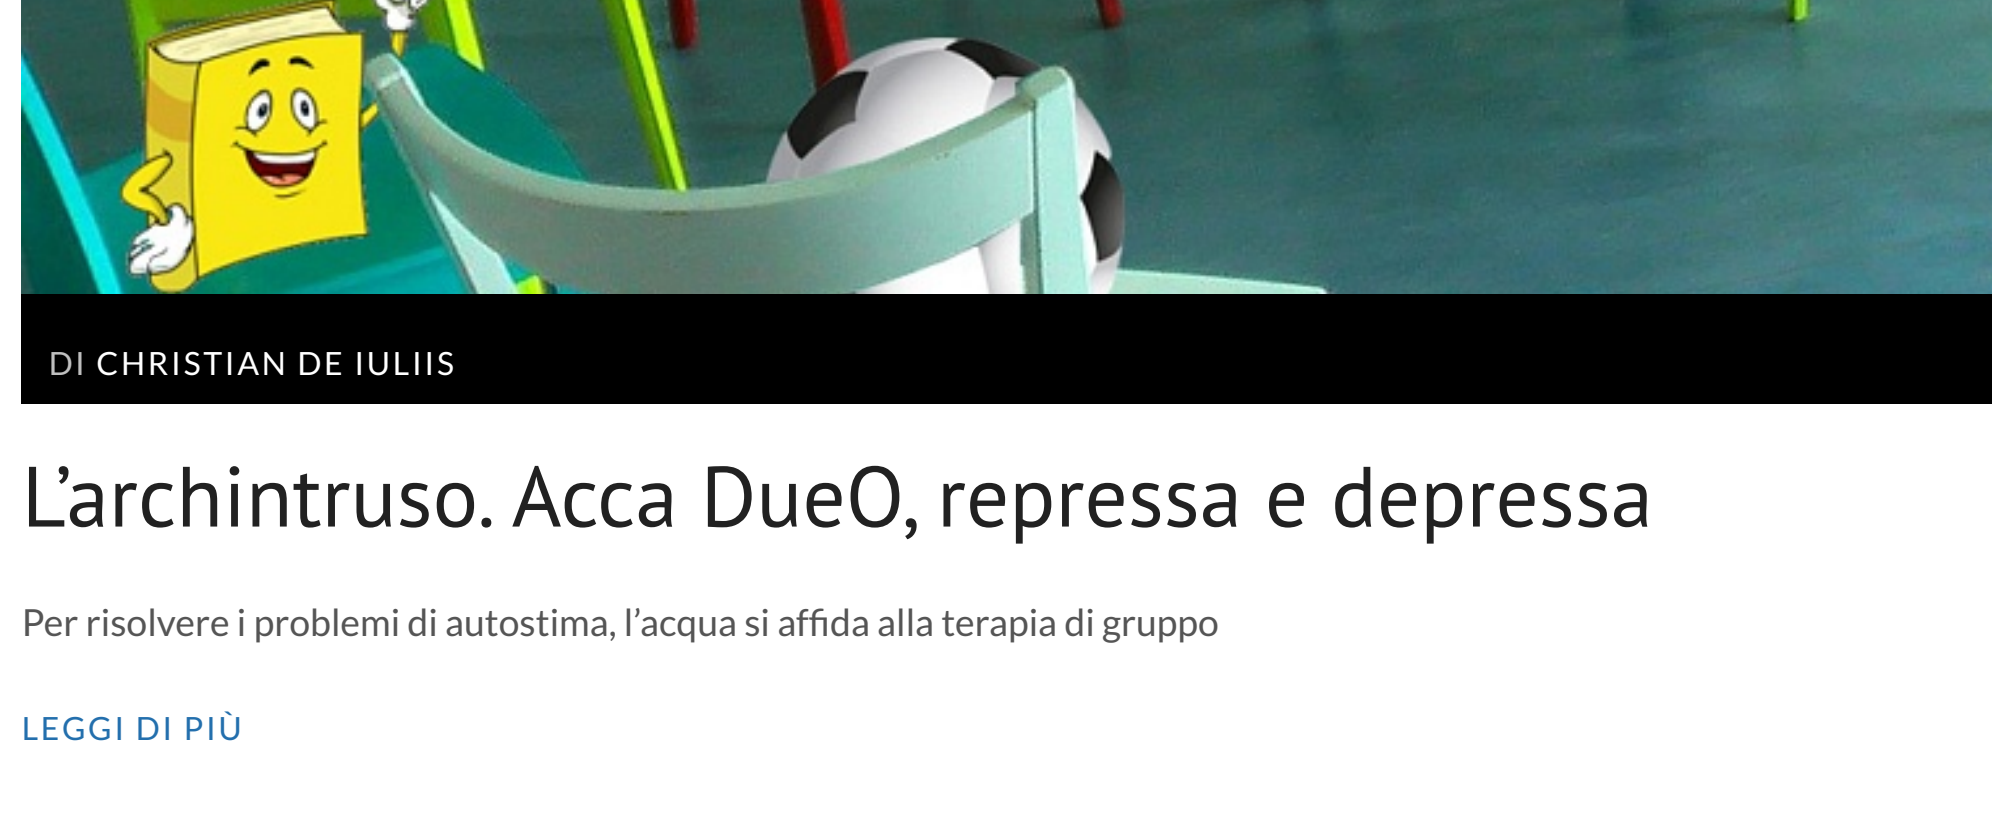 DI CHRISTIAN DE IULIIS
L’archintruso. Acca DueO, repressa e depressa
Per risolvere i problemi di autostima, l’acqua si affida alla terapia di gruppo
LEGGI DI PIÙ